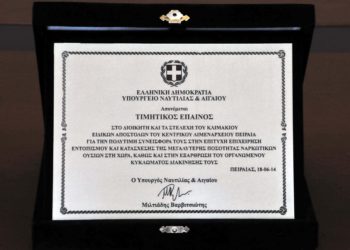 ΕΛΛΗΝΙΚΗ ΔΗΜΟΚΡΑΤΙΑ
ΥΠΟΥΡΓΕΙΟ ΝΑΥΤΙΛΙΑΣ & ΑΙΓΑΙΟΥ
Απονέμεται
ΤΙΜΗΤΙΚΟΣ ΕΠΑΙΝΟΣ
ΣΤΟ ΔΙΟΙΚΗΤΗ ΚΑΙ ΤΑ ΣΤΕΛΕΧΗ ΤΟΥ ΚΛΙΜΑΚΙΟΥ
ΕΙΔΙΚΩΝ ΑΠΟΣΤΟΛΩΝ ΤΟΥ ΚΕΝΤΡΙΚΟΥ ΛΙΜΕΝΑΡΧΕΙΟΥ ΠΕΙΡΑΙΑ
ΓΙΑ ΤΗΝ ΠΟΛΥΤΙΜΗ ΣΥΝΕΙΣΦΟΡΑ ΤΟΥΣ ΣΤΗΝ ΕΠΙΤΥΧΗ ΕΠΙΧΕΙΡΗΣΗ
ΕΝΤΟΠΙΣΜΟΥ ΚΑΙ ΚΑΤΑΣΧΕΣΗΣ ΤΗΣ ΜΕΓΑΛΥΤΕΡΗΣ ΠΟΣΟΤΗΤΑΣ ΝΑΡΚΩΤΙΚΩΝ
ΟΥΣΙΩΝ ΣΤΗ ΧΩΡΑ, ΚΑΘΩΣ ΚΑΙ ΣΤΗΝ ΕΞΑΡΘΡΩΣΗ ΤΟΥ ΟΡΓΑΝΩΜΕΝΟΥ
ΚΥΚΛΩΜΑΤΟΣ ΔΙΑΚΙΝΗΣΗΣ ΤΟΥΣ
ΠΕΙΡΑΙΑΣ, 18-06-14
Ο Υπουργός Ναυτιλίας & Αιγαίου
Μιλτιάδης Βαρβιτσιώτης